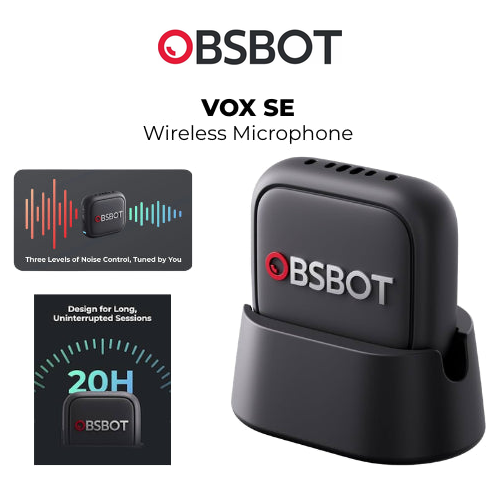 OBSBOT
VOX SE
Wireless Microphone
OBSBOT
Three Levels of Noise Control, Tuned by You
OBSBOT
Design for Long,
Uninterrupted Sessions
20H
OBSBOT